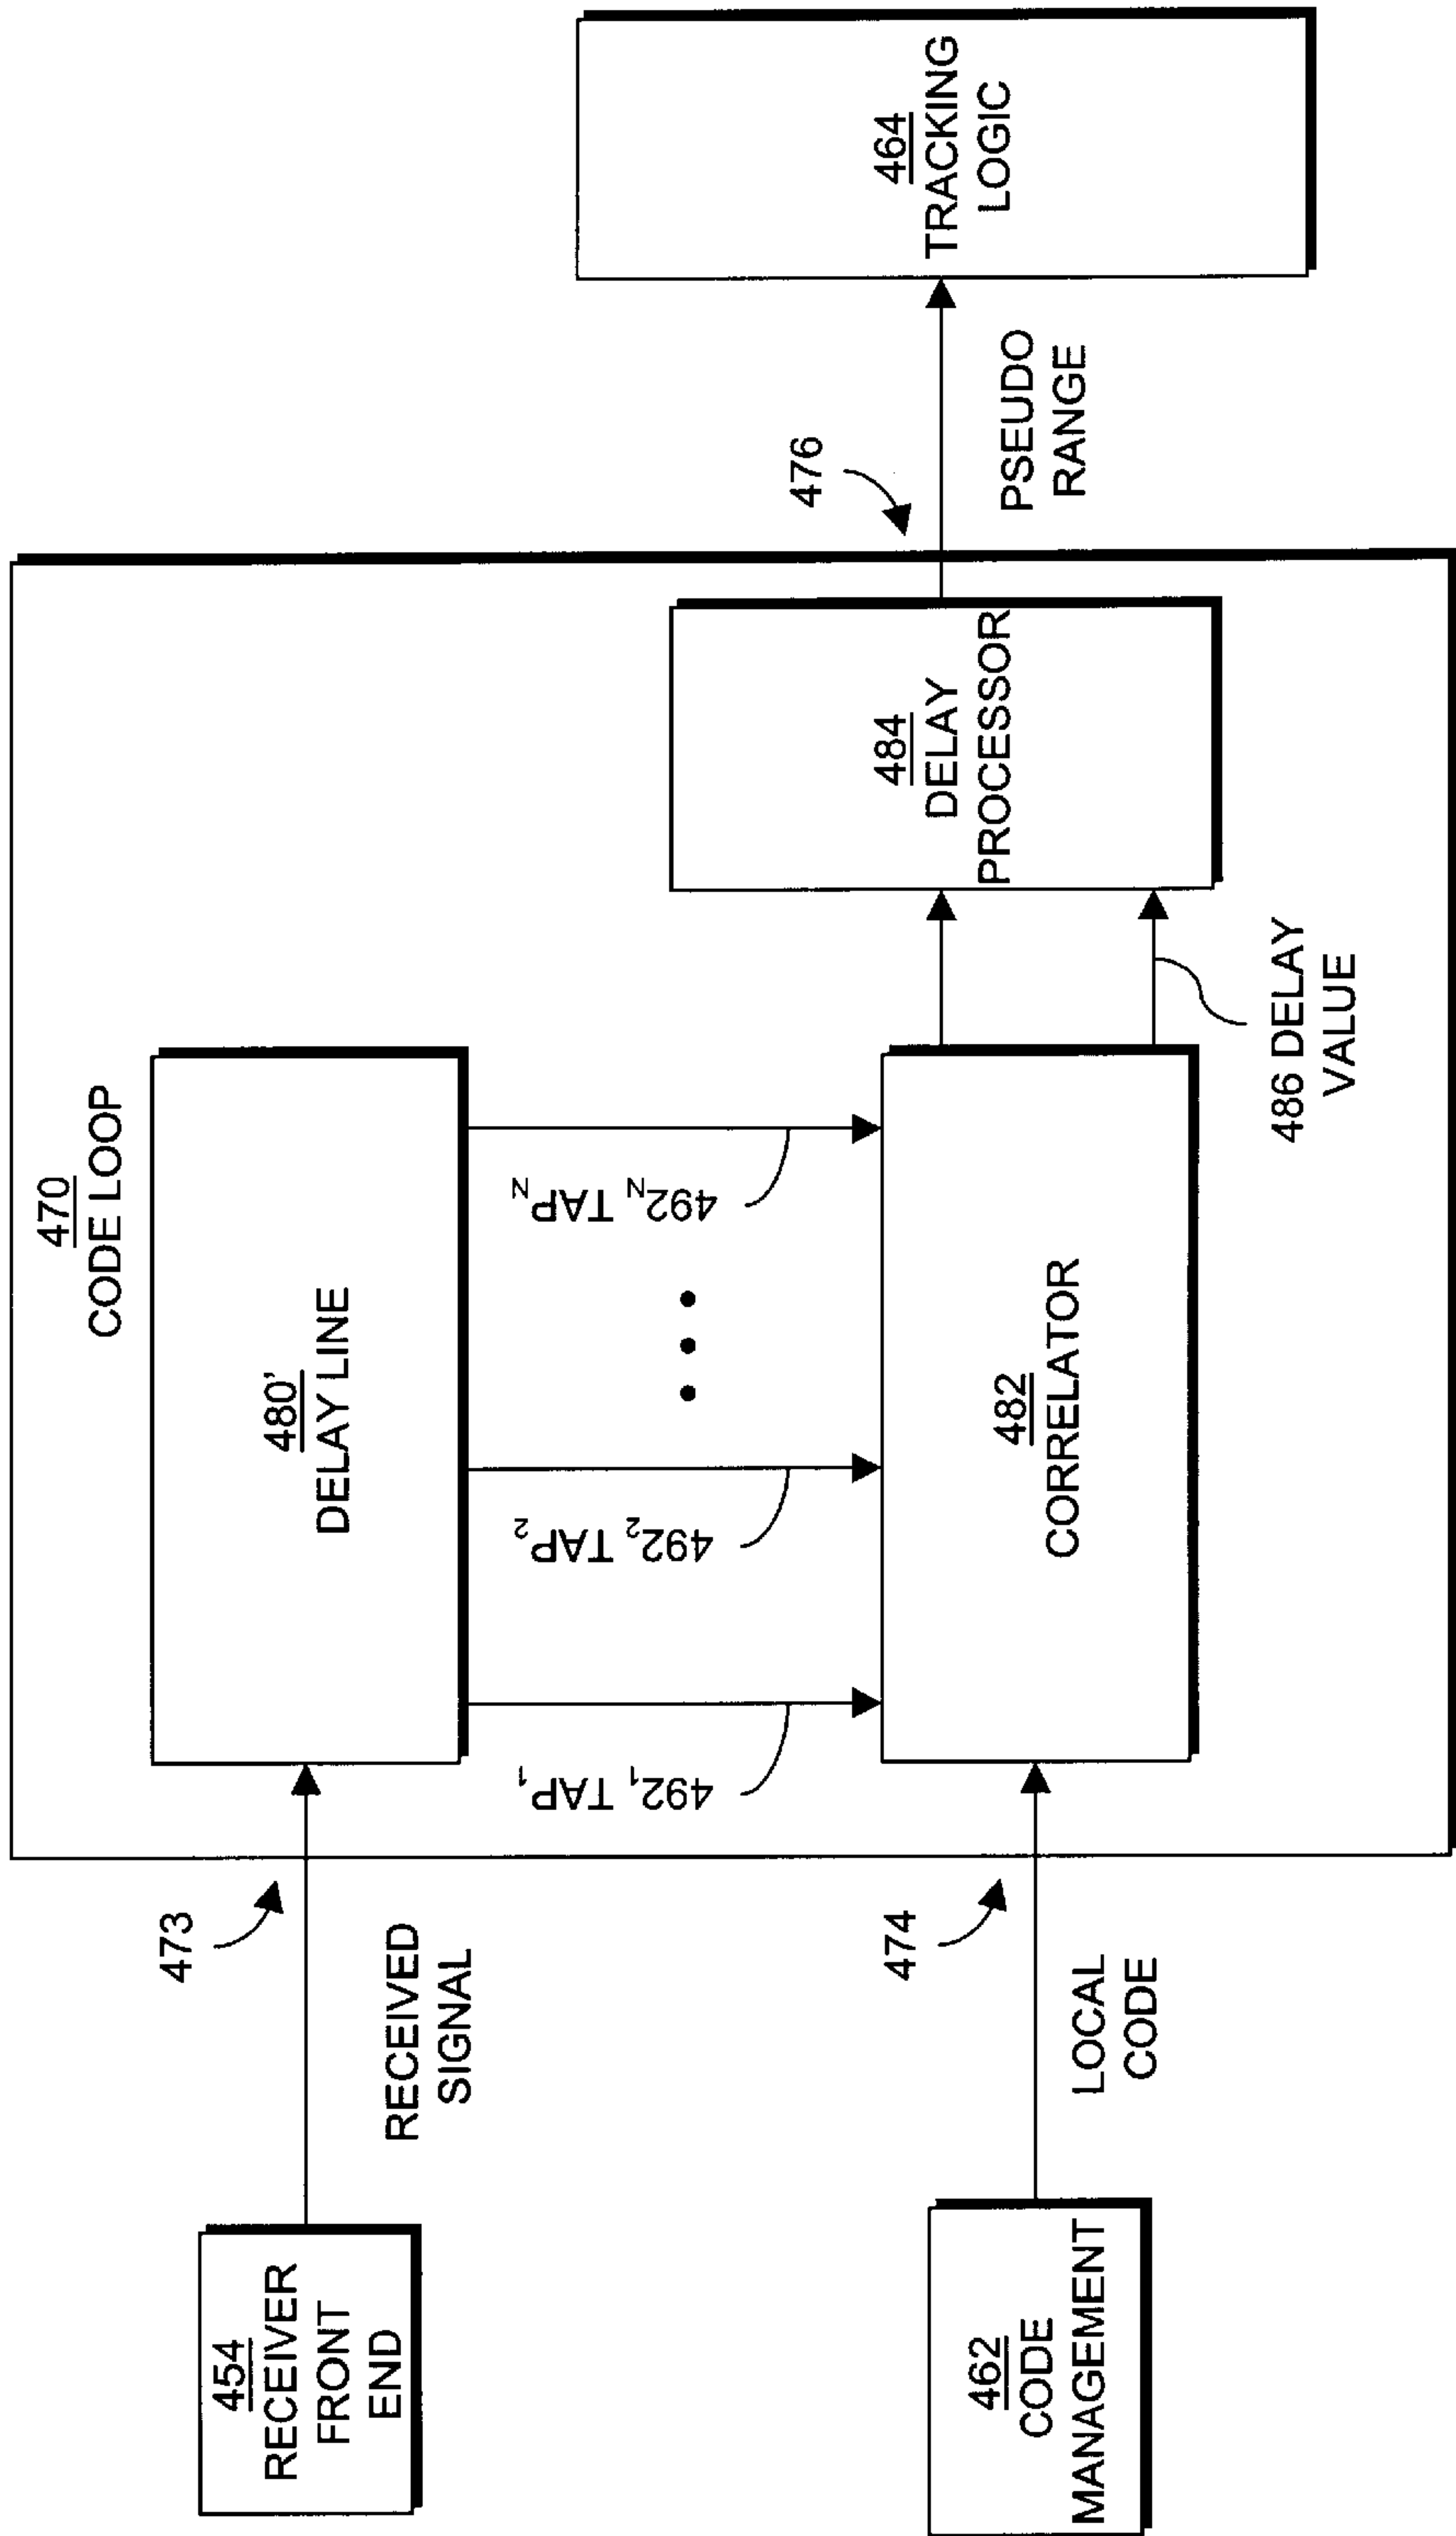 470
CODE LOOP
454
RECEIVER
FRONT
END
473
RECEIVED
SIGNAL
480'
DELAY LINE
492₁ TAP₁
492₂ TAP₂
• • •
492N TAPN
462
CODE
MANAGEMENT
474
LOCAL
CODE
482
CORRELATOR
486 DELAY
VALUE
484
DELAY
PROCESSOR
476
PSEUDO
RANGE
464
TRACKING
LOGIC